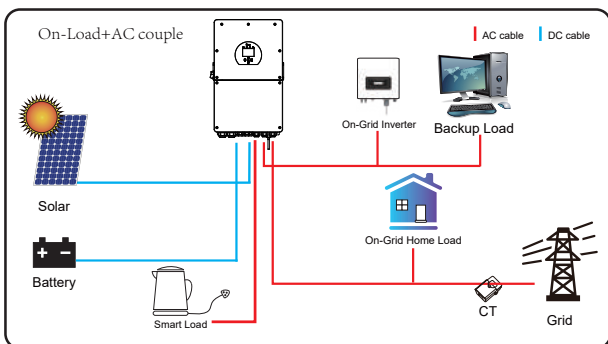 On-Load+AC couple
AC cable
DC cable
On-Grid Inverter
Backup Load
Solar
On-Grid Home Load
Battery
Smart Load
CT
Grid